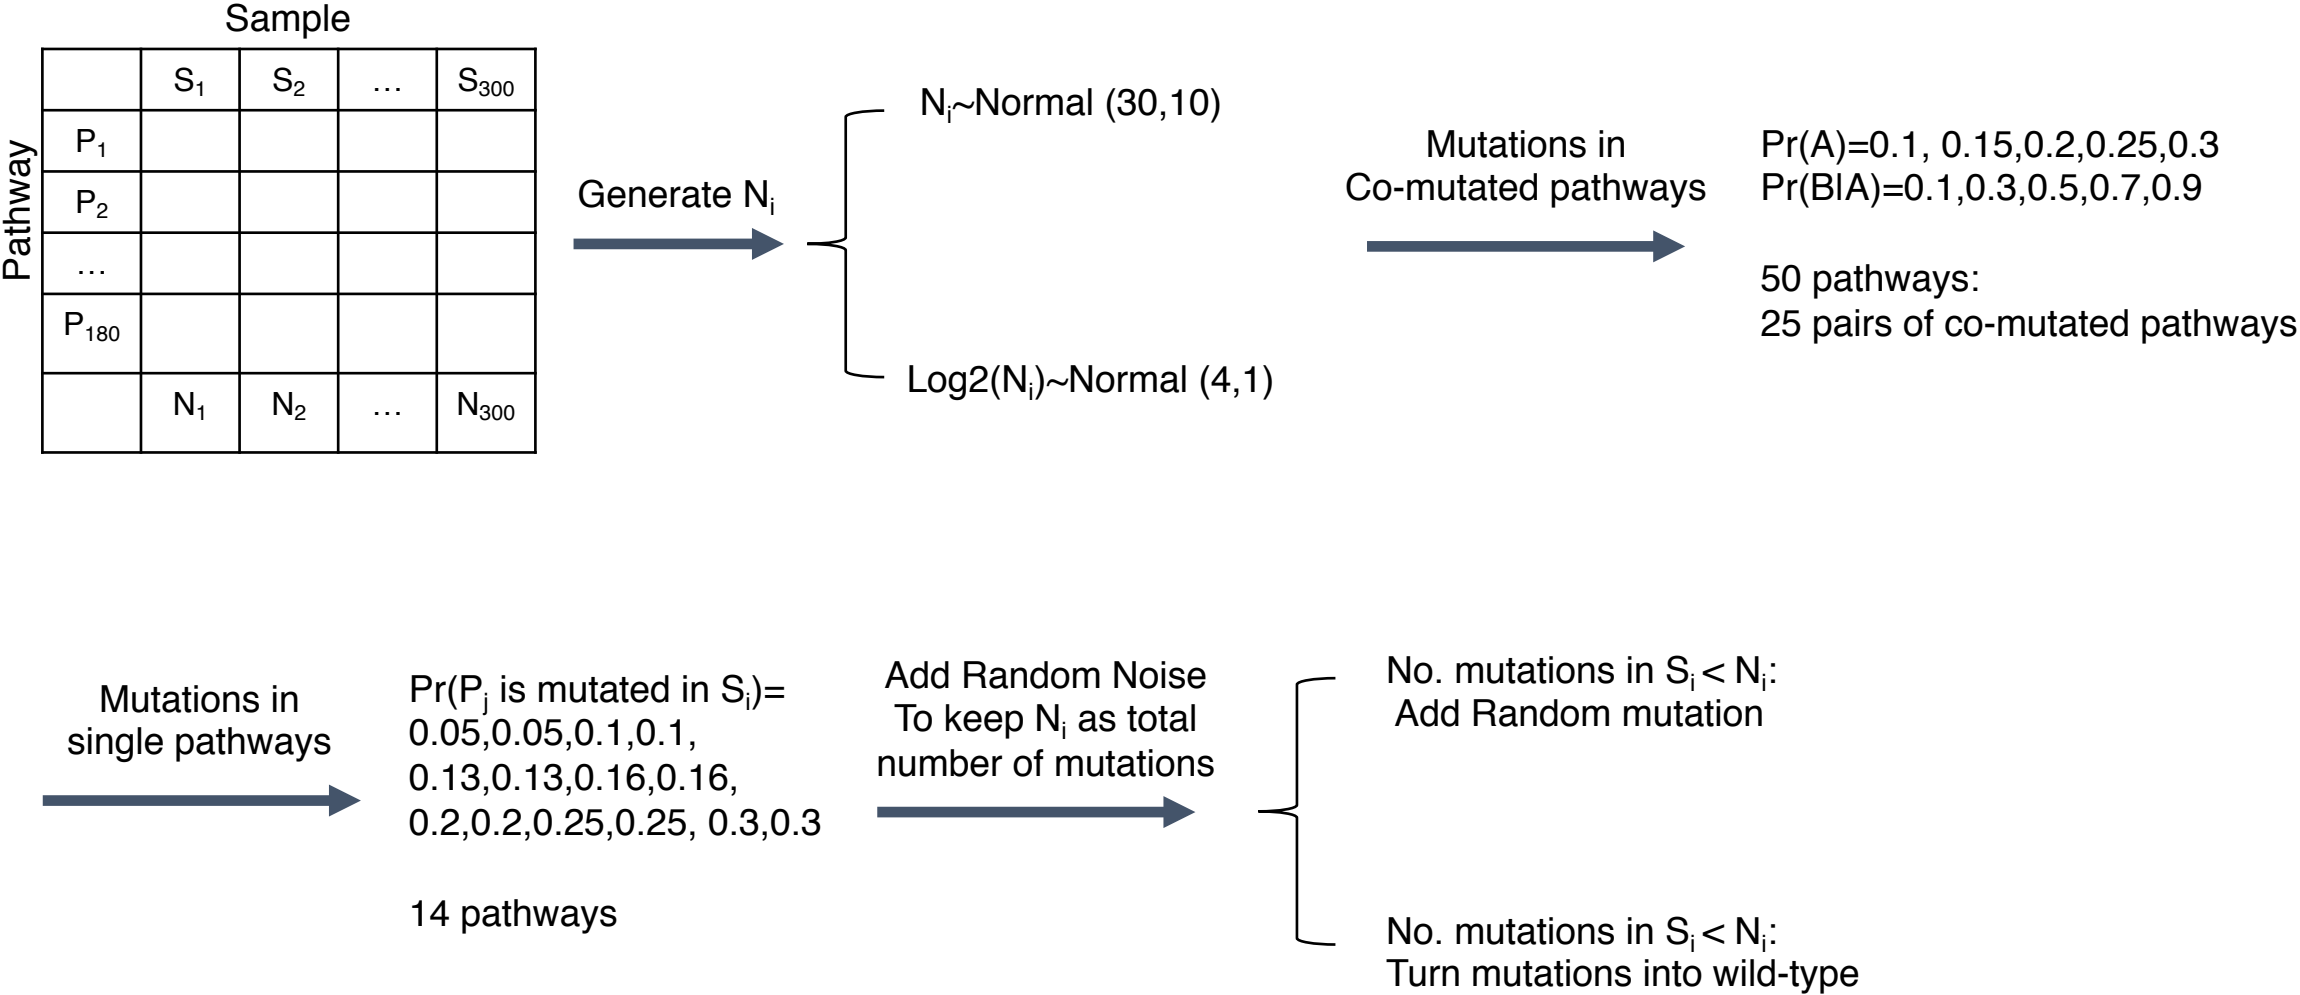 Sample
Pathway
S₁ S₂ … S₃₀₀
P₁
P₂
…
P₁₈₀
N₁ N₂ … N₃₀₀
Generate Nᵢ
Nᵢ~Normal (30,10)
Log2(Nᵢ)~Normal (4,1)
Mutations in
Co-mutated pathways
Pr(A)=0.1, 0.15,0.2,0.25,0.3
Pr(B|A)=0.1,0.3,0.5,0.7,0.9
50 pathways:
25 pairs of co-mutated pathways
Mutations in
single pathways
Pr(Pⱼ is mutated in Sᵢ)=
0.05,0.05,0.1,0.1,
0.13,0.13,0.16,0.16,
0.2,0.2,0.25,0.25, 0.3,0.3
14 pathways
Add Random Noise
To keep Nᵢ as total
number of mutations
No. mutations in Sᵢ < Nᵢ:
Add Random mutation
No. mutations in Sᵢ < Nᵢ:
Turn mutations into wild-type